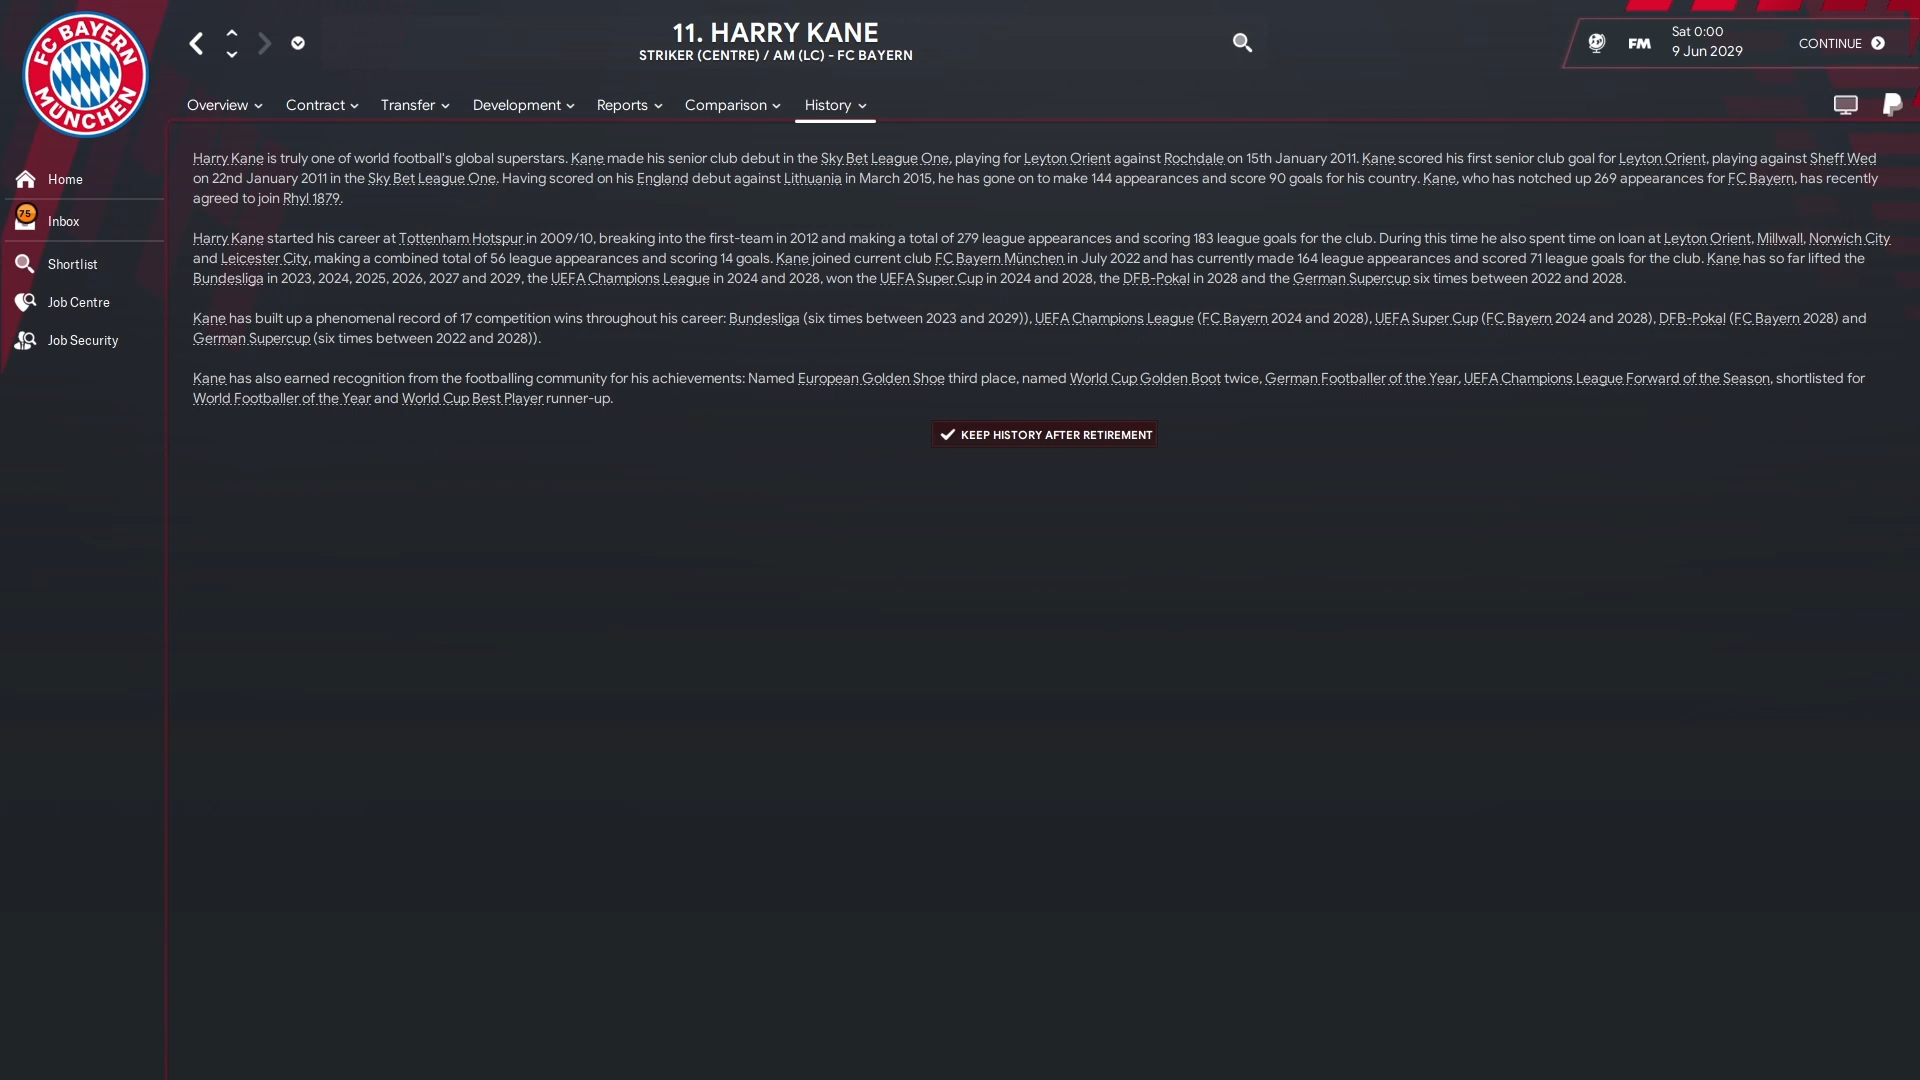 FC BAYERN
MÜNCHEN
11. HARRY KANE
STRIKER (CENTRE) / AM (LC) - FC BAYERN
FM
Sat 0:00
9 Jun 2029
CONTINUE
Overview
Contract
Transfer
Development
Reports
Comparison
History
Home
75
Inbox
Shortlist
Job Centre
Job Security
Harry Kane is truly one of world football's global superstars. Kane made his senior club debut in the Sky Bet League One, playing for Leyton Orient against Rochdale on 15th January 2011. Kane scored his first senior club goal for Leyton Orient, playing against Sheff Wed
on 22nd January 2011 in the Sky Bet League One. Having scored on his England debut against Lithuania in March 2015, he has gone on to make 144 appearances and score 90 goals for his country. Kane, who has notched up 269 appearances for FC Bayern, has recently
agreed to join Rhyl 1879.
Harry Kane started his career at Tottenham Hotspur in 2009/10, breaking into the first-team in 2012 and making a total of 279 league appearances and scoring 183 league goals for the club. During this time he also spent time on loan at Leyton Orient, Millwall, Norwich City
and Leicester City, making a combined total of 56 league appearances and scoring 14 goals. Kane joined current club FC Bayern München in July 2022 and has currently made 164 league appearances and scored 71 league goals for the club. Kane has so far lifted the
Bundesliga in 2023, 2024, 2025, 2026, 2027 and 2029, the UEFA Champions League in 2024 and 2028, won the UEFA Super Cup in 2024 and 2028, the DFB-Pokal in 2028 and the German Supercup six times between 2022 and 2028.
Kane has built up a phenomenal record of 17 competition wins throughout his career: Bundesliga (six times between 2023 and 2029)), UEFA Champions League (FC Bayern 2024 and 2028), UEFA Super Cup (FC Bayern 2024 and 2028), DFB-Pokal (FC Bayern 2028) and
German Supercup (six times between 2022 and 2028)).
Kane has also earned recognition from the footballing community for his achievements: Named European Golden Shoe third place, named World Cup Golden Boot twice, German Footballer of the Year, UEFA Champions League Forward of the Season, shortlisted for
World Footballer of the Year and World Cup Best Player runner-up.
KEEP HISTORY AFTER RETIREMENT